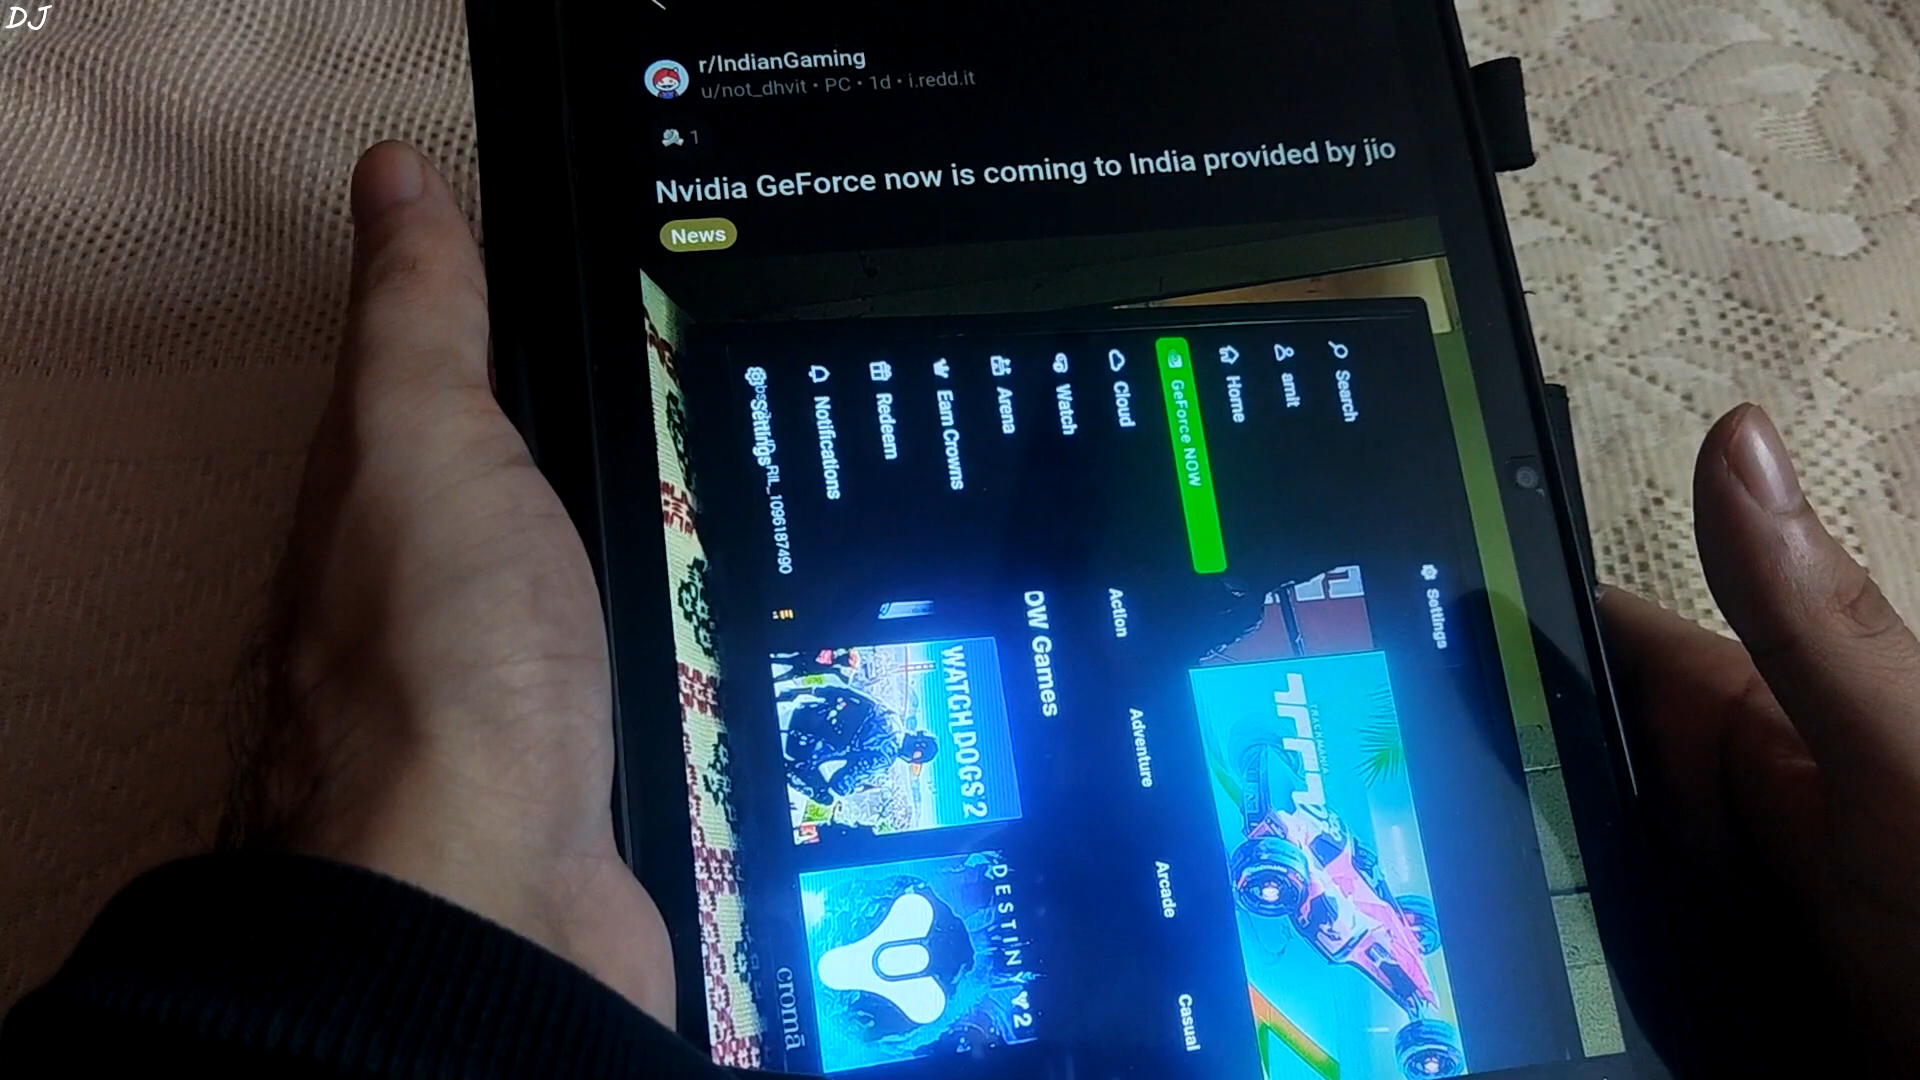 DJ
r/IndianGaming
u/not_dhvit • PC • 1d • i.redd.it
1
Nvidia GeForce now is coming to India provided by jio
News
Settings
Search
amit
Home
GeForce NOW
Cloud
Watch
Arena
Earn Crowns
Redeem
Notifications
Settings
RIL_1096187490
Action
Adventure
Arcade
Casual
DW Games
TRACKMANIA
WATCH DOGS 2
DESTINY 2
cromā